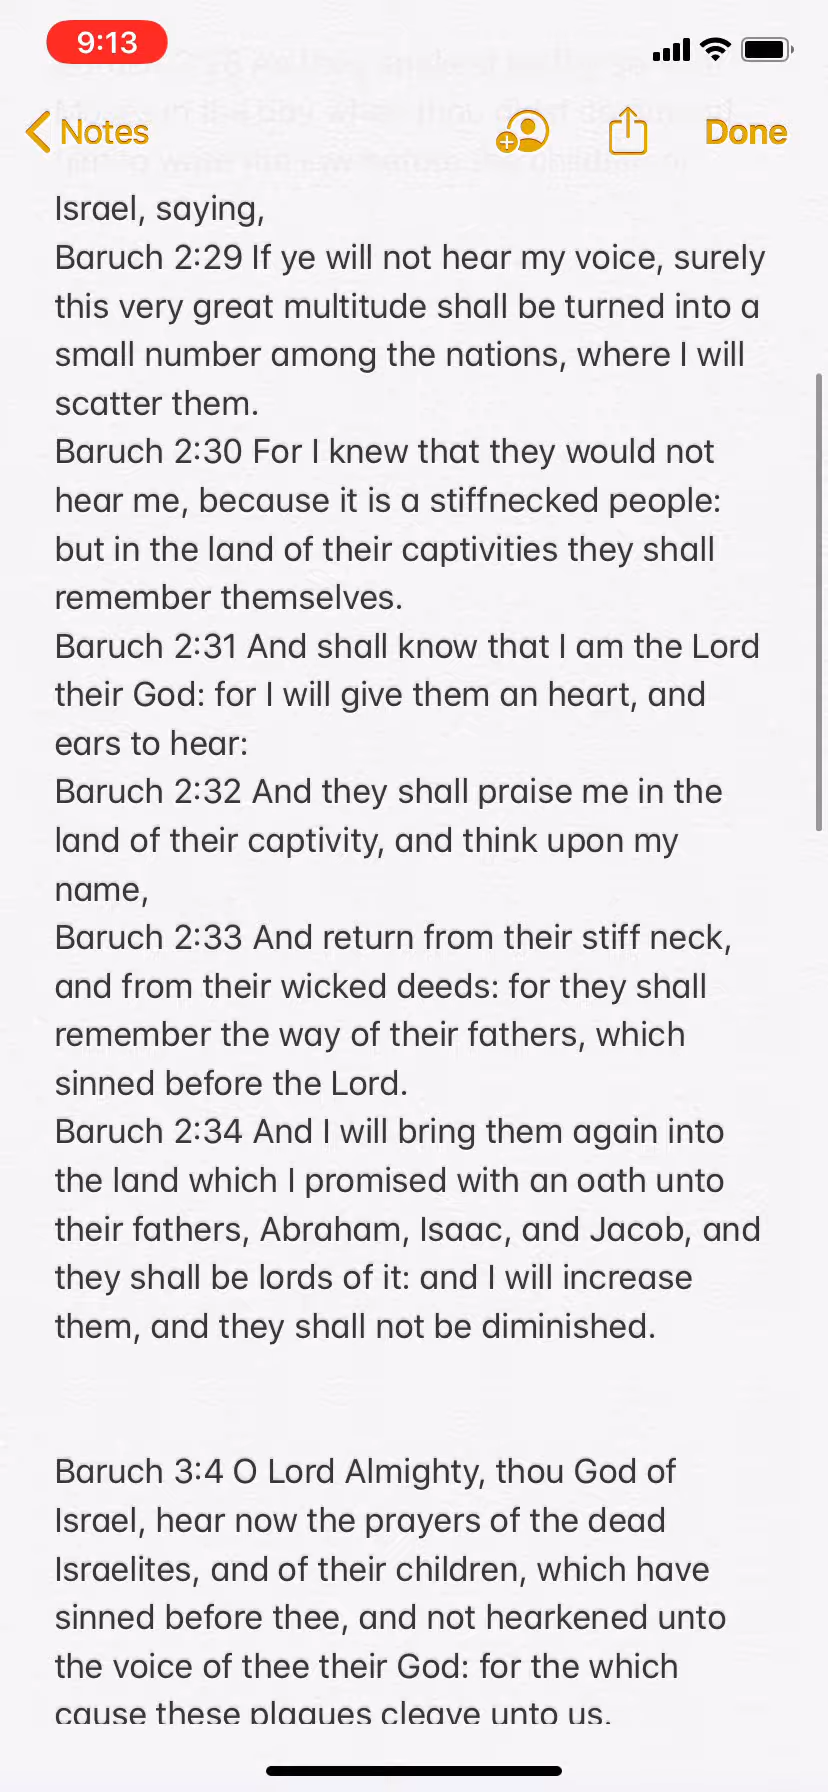 9:13
Notes
Done
Israel, saying,
Baruch 2:29 If ye will not hear my voice, surely
this very great multitude shall be turned into a
small number among the nations, where I will
scatter them.
Baruch 2:30 For I knew that they would not
hear me, because it is a stiffnecked people:
but in the land of their captivities they shall
remember themselves.
Baruch 2:31 And shall know that I am the Lord
their God: for I will give them an heart, and
ears to hear:
Baruch 2:32 And they shall praise me in the
land of their captivity, and think upon my
name,
Baruch 2:33 And return from their stiff neck,
and from their wicked deeds: for they shall
remember the way of their fathers, which
sinned before the Lord.
Baruch 2:34 And I will bring them again into
the land which I promised with an oath unto
their fathers, Abraham, Isaac, and Jacob, and
they shall be lords of it: and I will increase
them, and they shall not be diminished.
Baruch 3:4 O Lord Almighty, thou God of
Israel, hear now the prayers of the dead
Israelites, and of their children, which have
sinned before thee, and not hearkened unto
the voice of thee their God: for the which
cause these plagues cleave unto us.